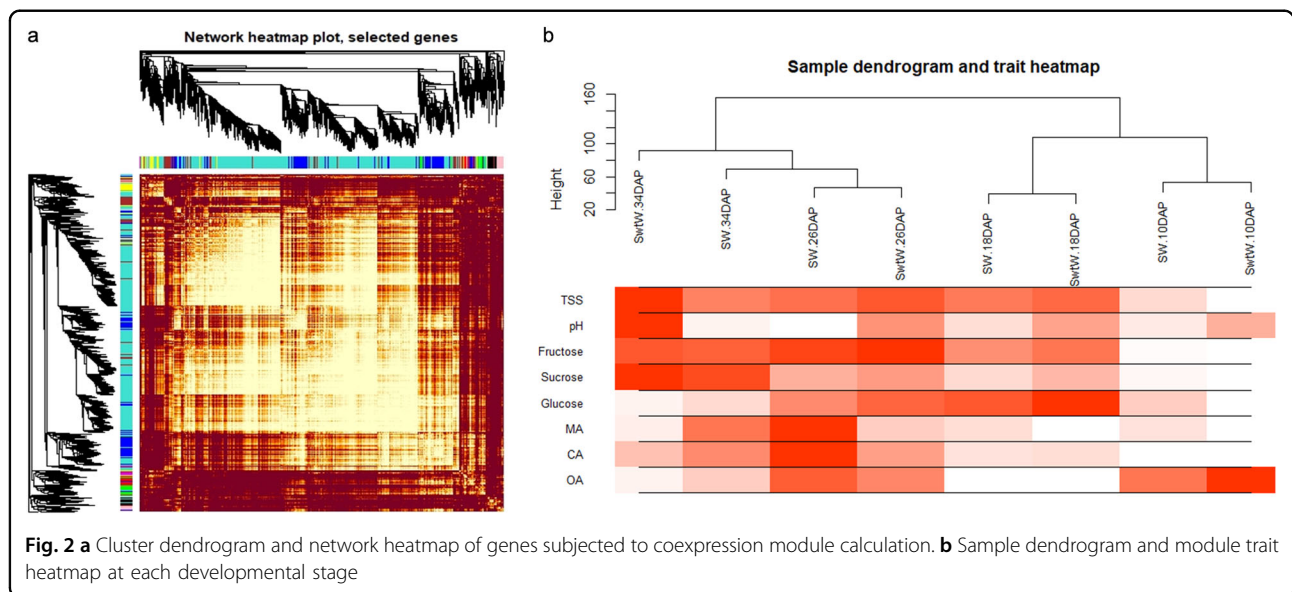 a
Network heatmap plot, selected genes
b
Sample dendrogram and trait heatmap
Height
160
100
60
20
SwtW.34DAP
SW.34DAP
SW.26DAP
SwtW.26DAP
SW.18DAP
SwtW.18DAP
SW.10DAP
SwtW.10DAP
TSS
pH
Fructose
Sucrose
Glucose
MA
CA
OA
Fig. 2 a Cluster dendrogram and network heatmap of genes subjected to coexpression module calculation. b Sample dendrogram and module trait
heatmap at each developmental stage